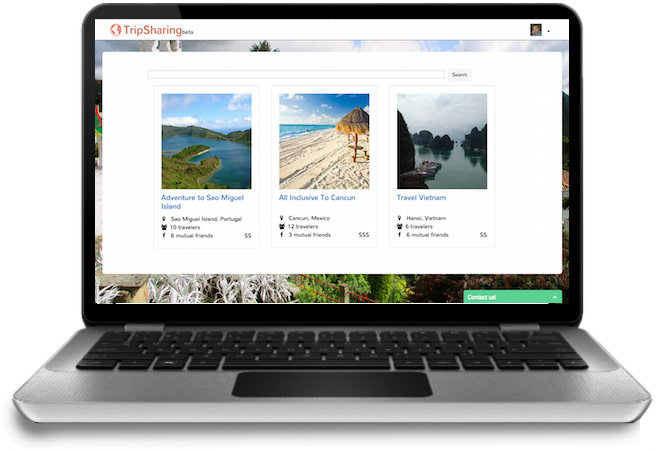 TripSharing beta
Search
Adventure to Sao Miguel
Island
Sao Miguel Island, Portugal
10 travelers
6 mutual friends $$
All Inclusive To Cancun
Cancun, Mexico
12 travelers
3 mutual friends $$$
Travel Vietnam
Hanoi, Vietnam
6 travelers
6 mutual friends $$
Contact us!